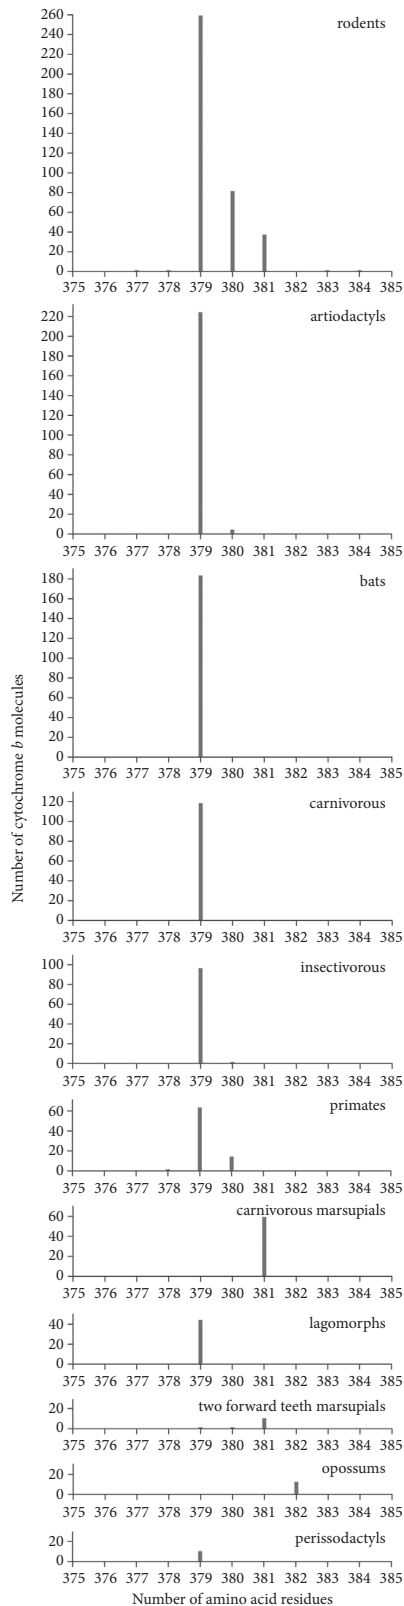 Number of cytochrome b molecules
rodents
260
240
220
200
180
160
140
120
100
80
60
40
20
0
375 376 377 378 379 380 381 382 383 384 385
artiodactyls
220
200
180
160
140
120
100
80
60
40
20
0
375 376 377 378 379 380 381 382 383 384 385
bats
180
160
140
120
100
80
60
40
20
0
375 376 377 378 379 380 381 382 383 384 385
carnivorous
120
100
80
60
40
20
0
375 376 377 378 379 380 381 382 383 384 385
insectivorous
100
80
60
40
20
0
375 376 377 378 379 380 381 382 383 384 385
primates
60
40
20
0
375 376 377 378 379 380 381 382 383 384 385
carnivorous marsupials
60
40
20
0
375 376 377 378 379 380 381 382 383 384 385
lagomorphs
40
20
0
375 376 377 378 379 380 381 382 383 384 385
two forward teeth marsupials
20
0
375 376 377 378 379 380 381 382 383 384 385
opossums
20
0
375 376 377 378 379 380 381 382 383 384 385
perissodactyls
20
0
375 376 377 378 379 380 381 382 383 384 385
Number of amino acid residues